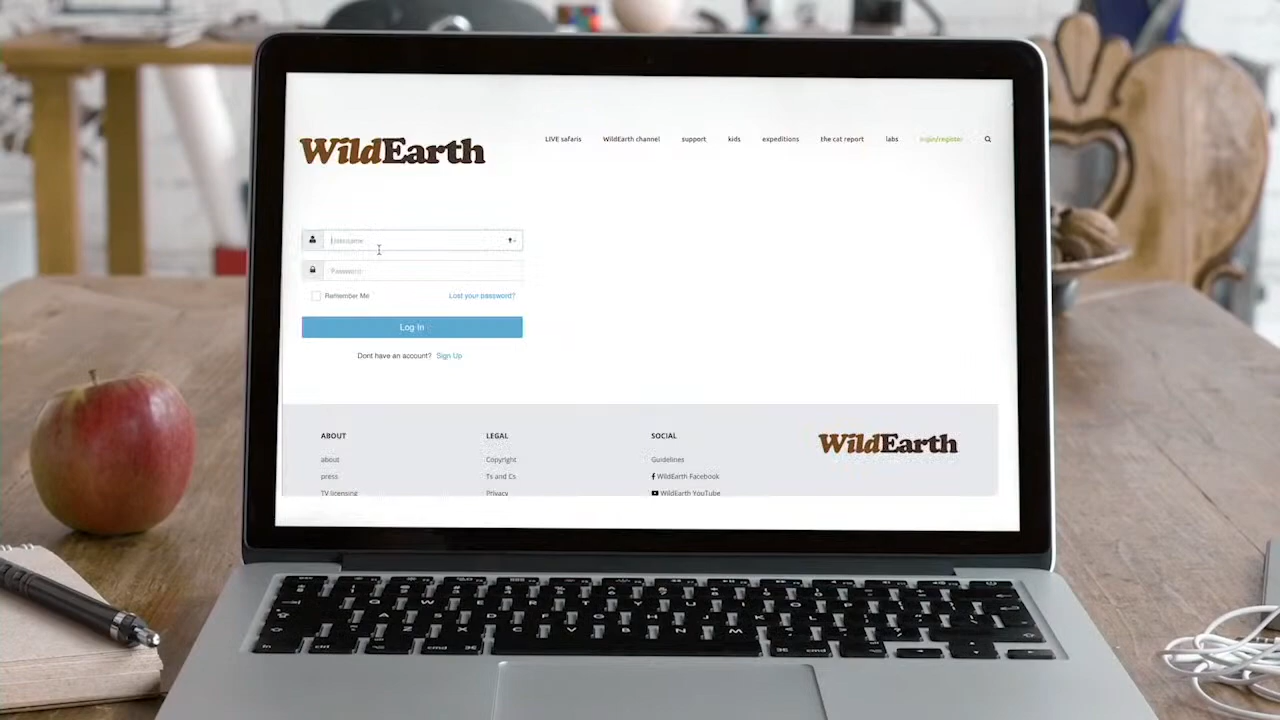 WildEarth
LIVE safaris WildEarth channel support kids expeditions the cat report labs login/register
Username
Password
Remember Me Lost your password?
Log In
Dont have an account? Sign Up
ABOUT LEGAL SOCIAL WildEarth
about Copyright Guidelines
press Ts and Cs WildEarth Facebook
TV licensing Privacy WildEarth YouTube